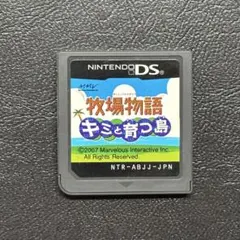 NINTENDO DS
牧場物語
キミと育つ島
©2007 Marvelous Interactive Inc.
All Rights Reserved.
NTR-ABJJ-JPN